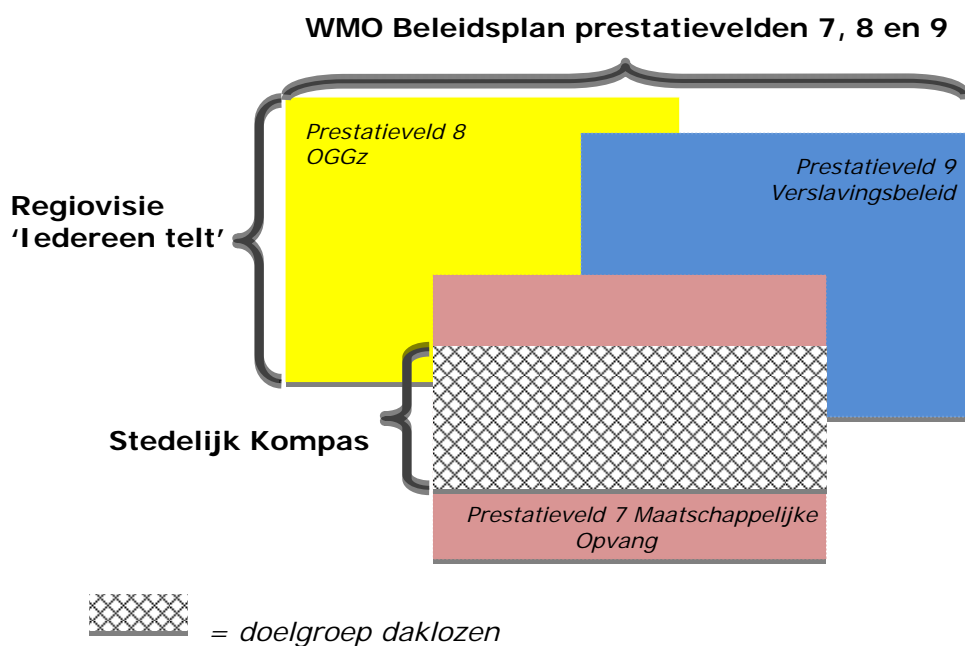 WMO Beleidsplan prestatievelden 7, 8 en 9
Prestatieveld 8
OGGz
Prestatieveld 9
Verslavingsbeleid
Regiovisie
‘Iedereen telt’
Stedelijk Kompas
Prestatieveld 7 Maatschappelijke
Opvang
= doelgroep daklozen